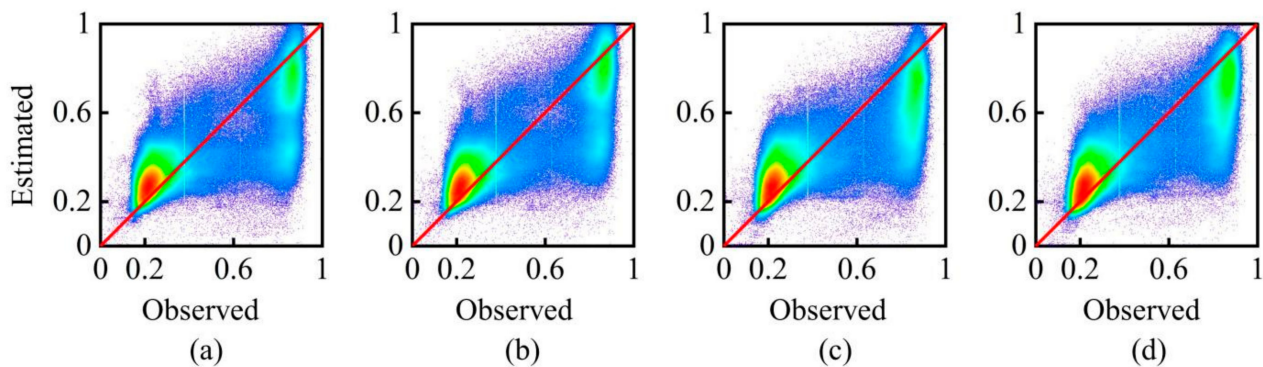 1 1 1 1
0.6 0.6 0.6 0.6
Estimated
0.2 0.2 0.2 0.2
0 0 0 0
0 0.2 0.6 1 0 0.2 0.6 1 0 0.2 0.6 1 0 0.2 0.6 1
Observed Observed Observed Observed
(a) (b) (c) (d)